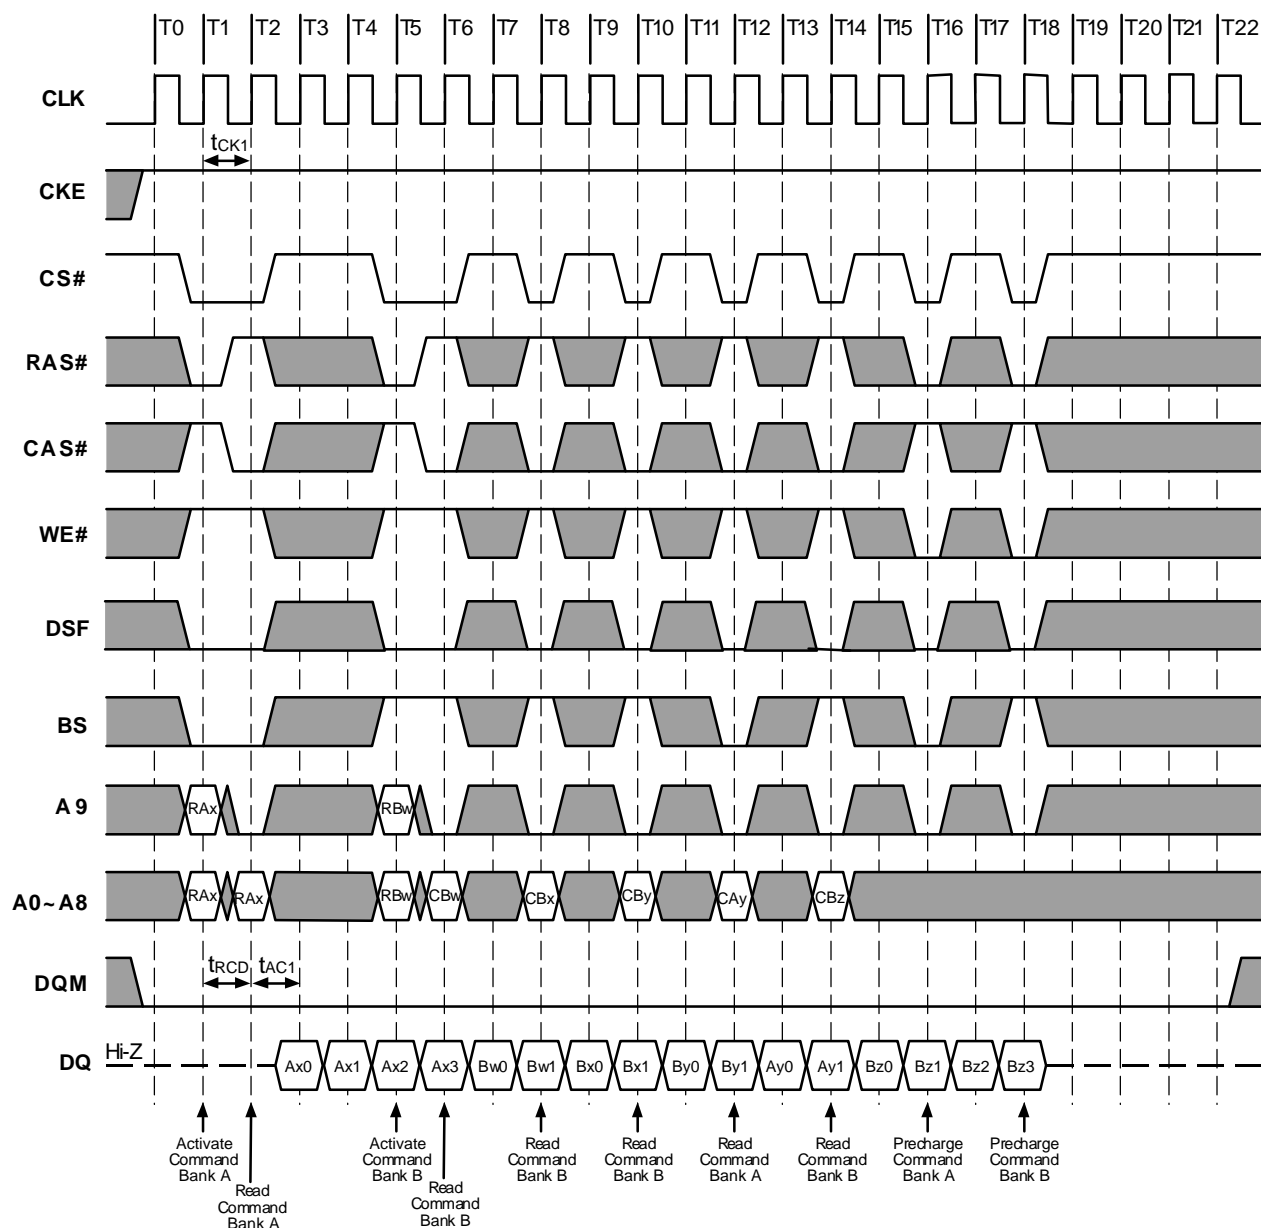 T0 T1 T2 T3 T4 T5 T6 T7 T8 T9 T10 T11 T12 T13 T14 T15 T16 T17 T18 T19 T20 T21 T22
CLK
tCK1
CKE
CS#
RAS#
CAS#
WE#
DSF
BS
A9
RAx RBw
A0~A8
RAx RAx RBw CBw CBx CBy CAy CBz
DQM
tRCD tAC1
DQ
Hi-Z
Ax0 Ax1 Ax2 Ax3 Bw0 Bw1 Bx0 Bx1 By0 By1 Ay0 Ay1 Bz0 Bz1 Bz2 Bz3
Activate
Command
Bank A
Read
Command
Bank A
Activate
Command
Bank B
Read
Command
Bank B
Read
Command
Bank B
Read
Command
Bank B
Read
Command
Bank A
Read
Command
Bank B
Precharge
Command
Bank A
Precharge
Command
Bank B